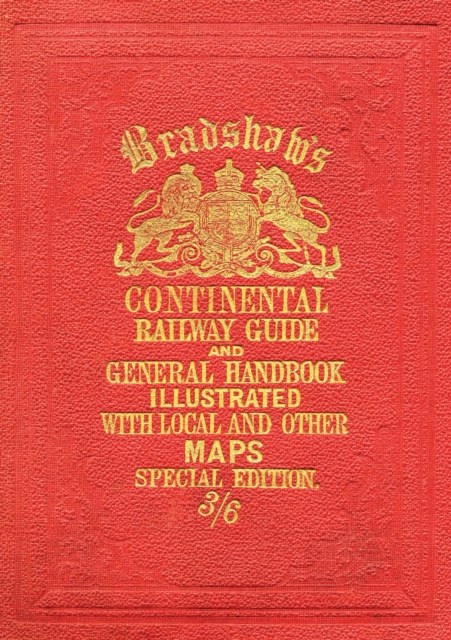 Bradshaw's
CONTINENTAL
RAILWAY GUIDE
AND
GENERAL HANDBOOK
ILLUSTRATED
WITH LOCAL AND OTHER
MAPS
SPECIAL EDITION.
3/6